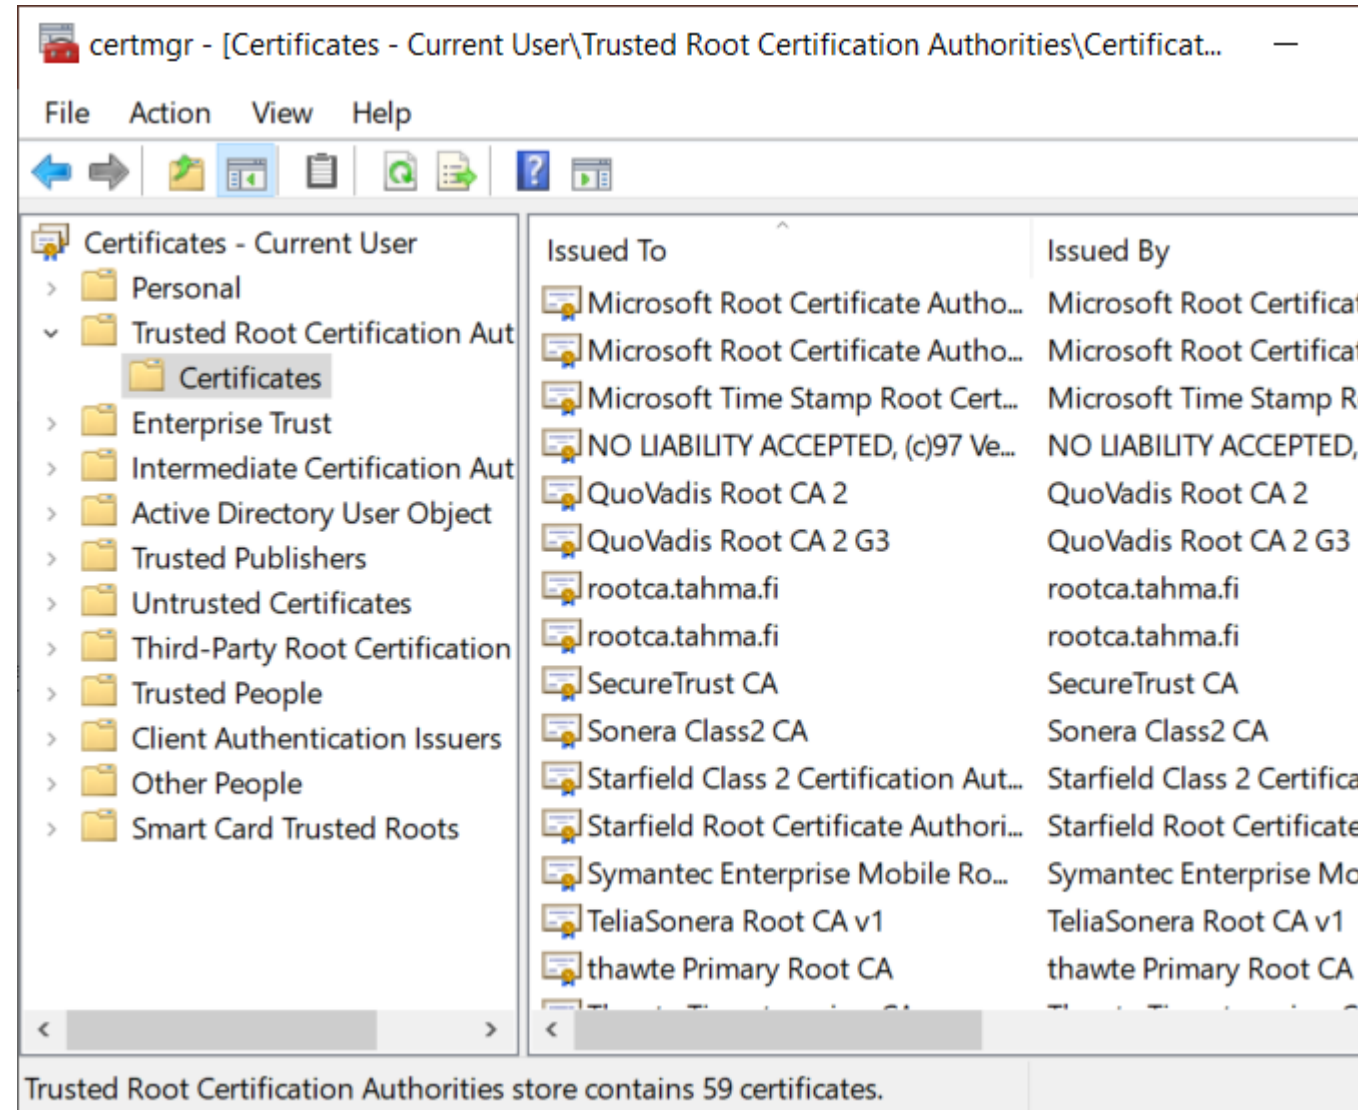 certmgr - [Certificates - Current User\Trusted Root Certification Authorities\Certificat...
File Action View Help
Certificates - Current User
Personal
Trusted Root Certification Aut
Certificates
Enterprise Trust
Intermediate Certification Aut
Active Directory User Object
Trusted Publishers
Untrusted Certificates
Third-Party Root Certification
Trusted People
Client Authentication Issuers
Other People
Smart Card Trusted Roots
Issued To Issued By
Microsoft Root Certificate Autho... Microsoft Root Certificat
Microsoft Root Certificate Autho... Microsoft Root Certificat
Microsoft Time Stamp Root Cert... Microsoft Time Stamp R
NO LIABILITY ACCEPTED, (c)97 Ve... NO LIABILITY ACCEPTED,
QuoVadis Root CA 2 QuoVadis Root CA 2
QuoVadis Root CA 2 G3 QuoVadis Root CA 2 G3
rootca.tahma.fi rootca.tahma.fi
rootca.tahma.fi rootca.tahma.fi
SecureTrust CA SecureTrust CA
Sonera Class2 CA Sonera Class2 CA
Starfield Class 2 Certification Aut... Starfield Class 2 Certifica
Starfield Root Certificate Authori... Starfield Root Certificate
Symantec Enterprise Mobile Ro... Symantec Enterprise Mo
TeliaSonera Root CA v1 TeliaSonera Root CA v1
thawte Primary Root CA thawte Primary Root CA
Trusted Root Certification Authorities store contains 59 certificates.